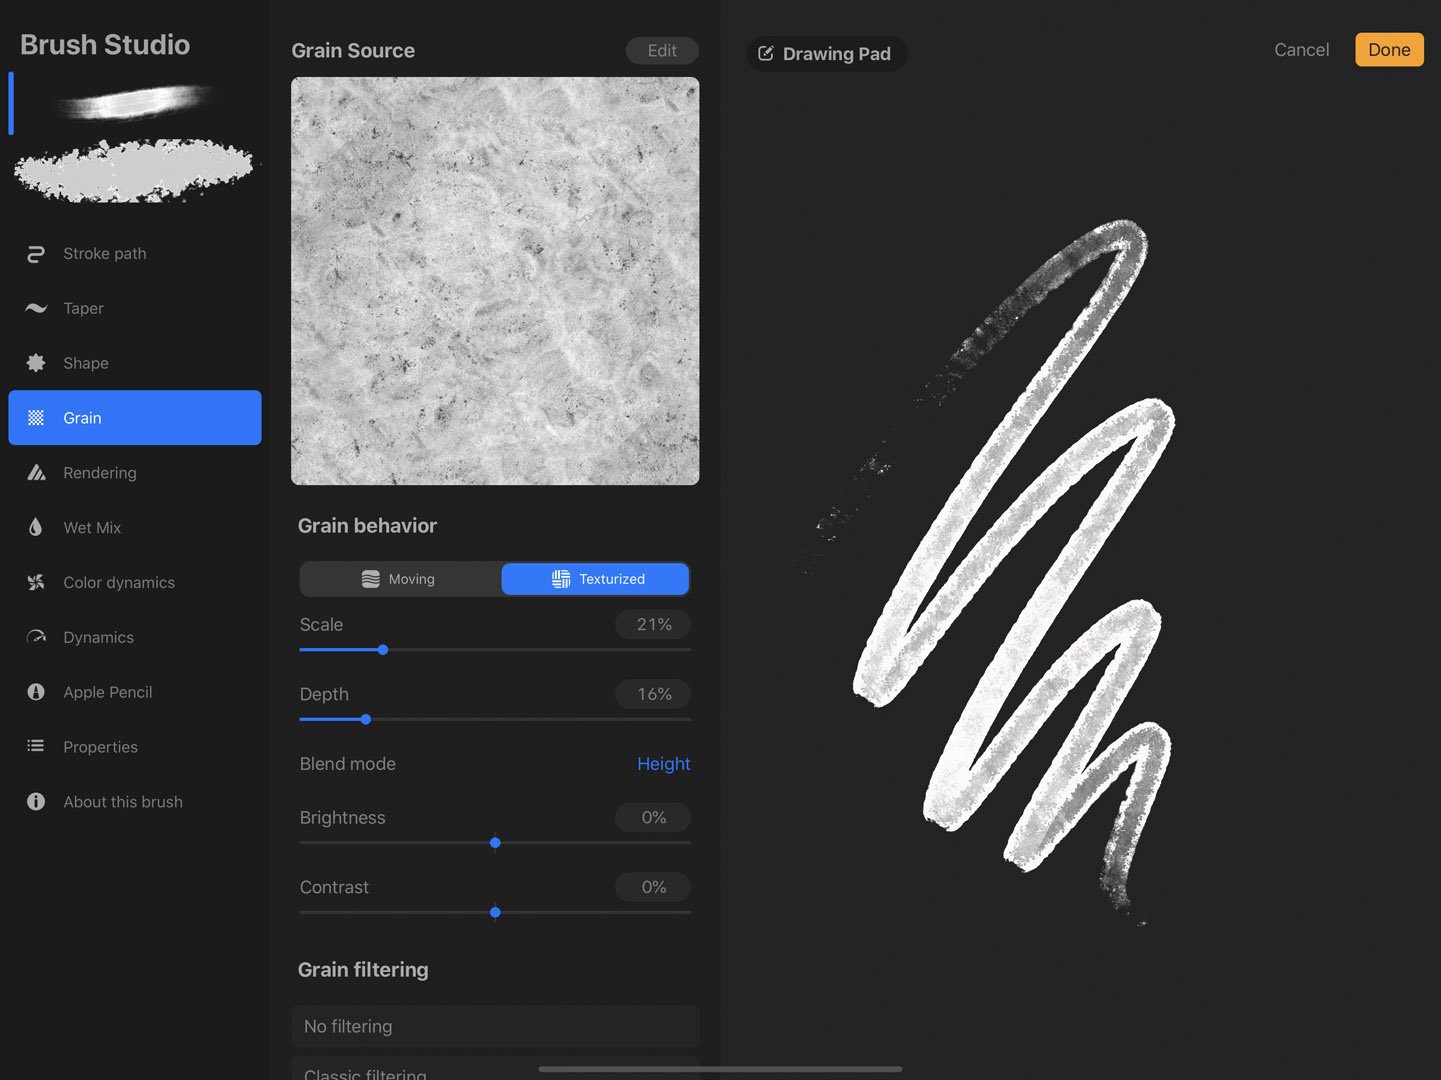 Brush Studio
Stroke path
Taper
Shape
Grain
Rendering
Wet Mix
Color dynamics
Dynamics
Apple Pencil
Properties
About this brush
Grain Source
Edit
Grain behavior
Moving
Texturized
Scale
21%
Depth
16%
Blend mode
Height
Brightness
0%
Contrast
0%
Grain filtering
No filtering
Classic filtering
Drawing Pad
Cancel
Done